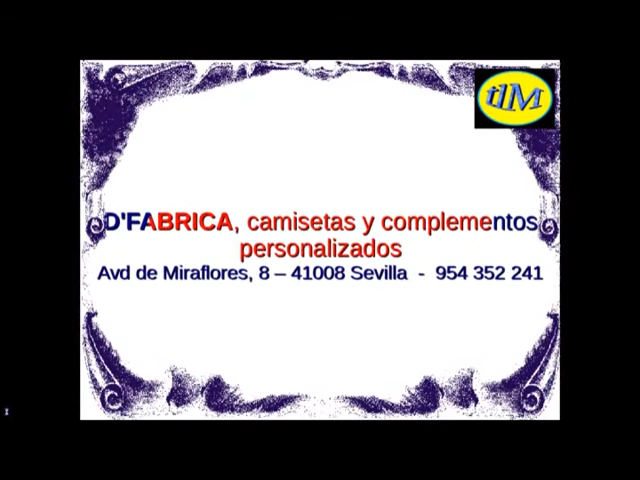 tlM
D'FABRICA, camisetas y complementos
personalizados
Avd de Miraflores, 8 – 41008 Sevilla - 954 352 241